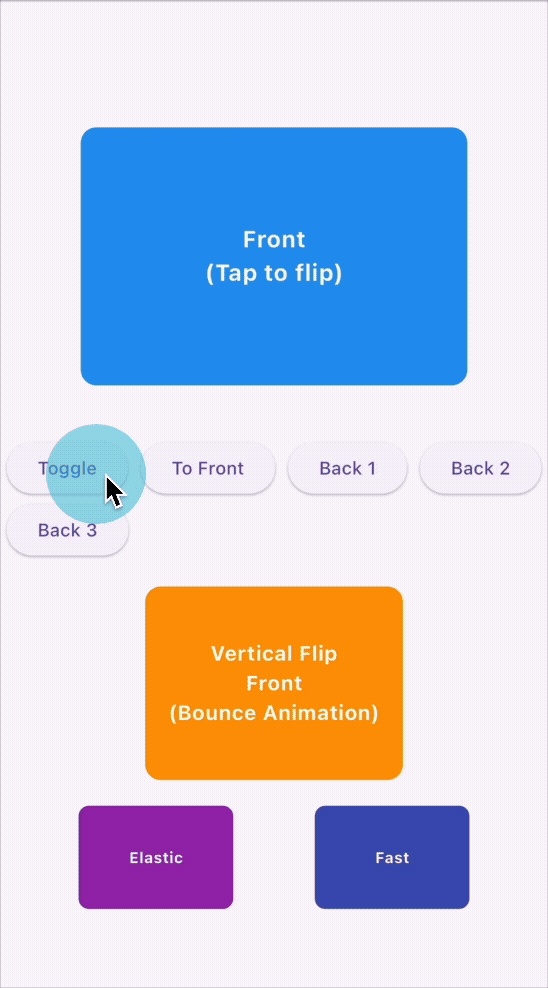 Front
(Tap to flip)
Toggle
To Front
Back 1
Back 2
Back 3
Vertical Flip
Front
(Bounce Animation)
Elastic
Fast